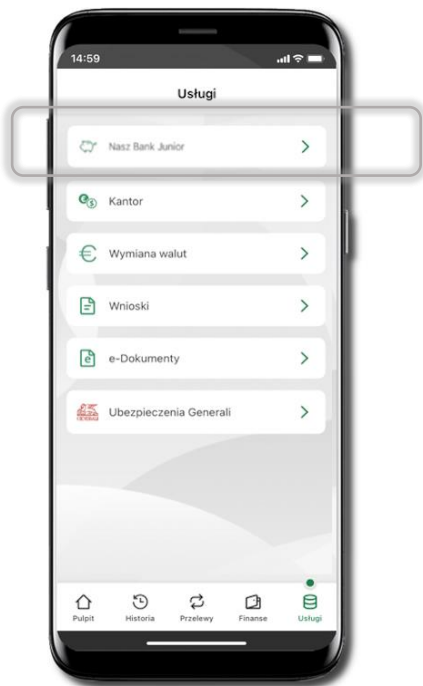 14:59
Usługi
Nasz Bank Junior
Kantor
Wymiana walut
Wnioski
e-Dokumenty
Ubezpieczenia Generali
Pulpit
Historia
Przelewy
Finanse
Usługi